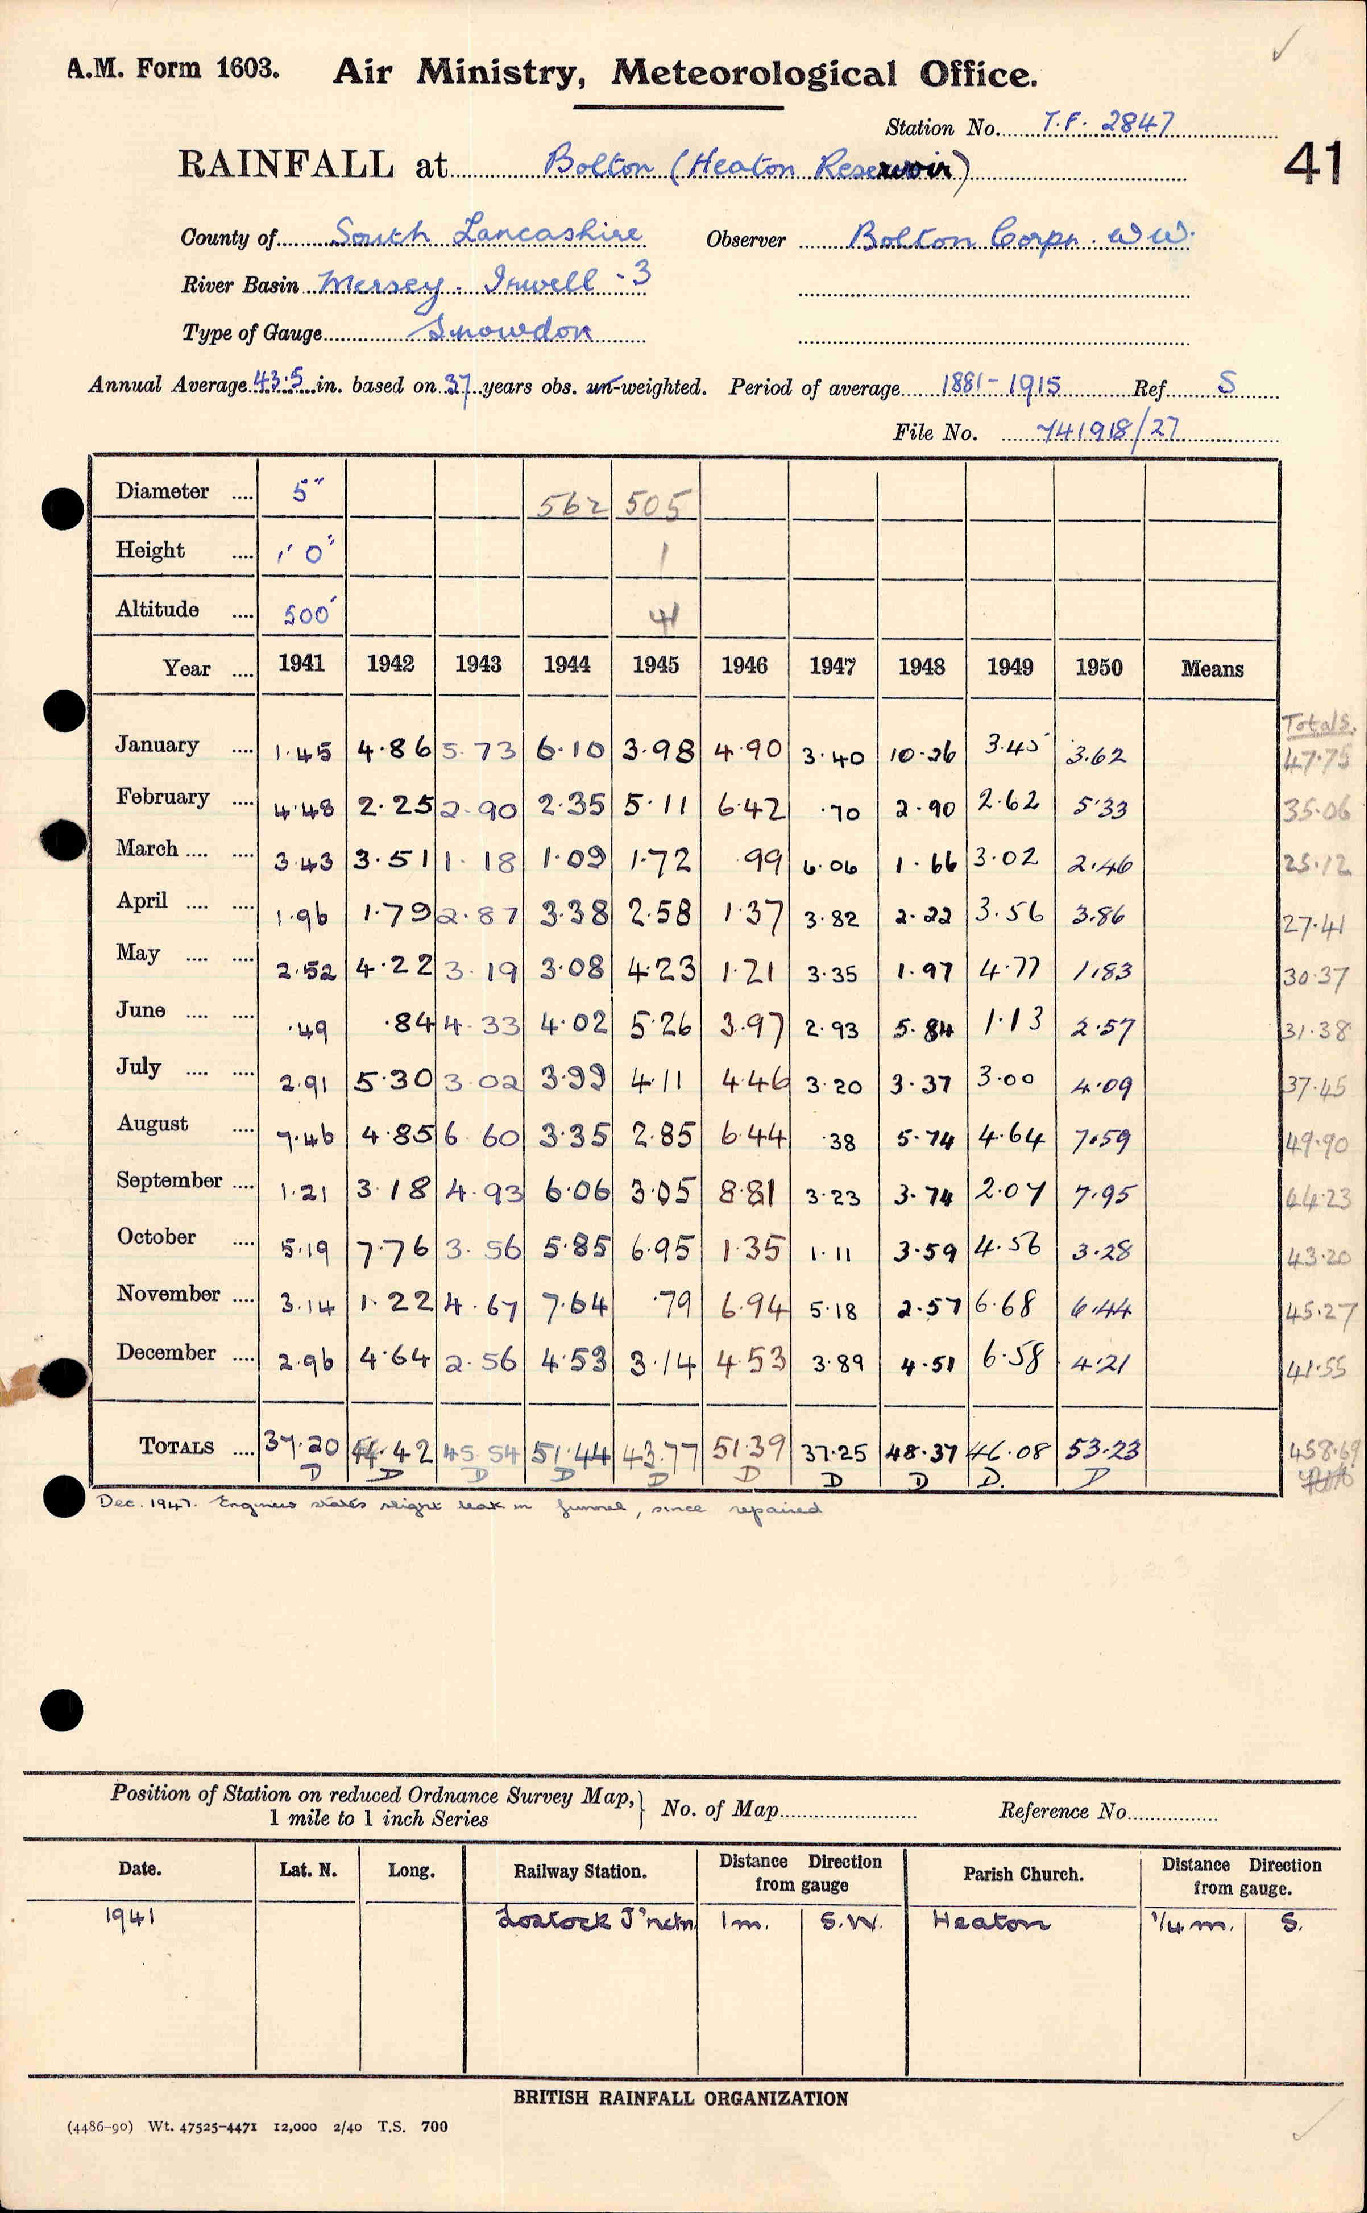 A.M. Form 1603. Air Ministry, Meteorological Office.
Station No. T.F. 2847
RAINFALL at Bolton (Heaton Reservoir) 41
County of South Lancashire Observer Bolton Corpn. W W.
River Basin Mersey. Irwell - 3
Type of Gauge Snowdon
Annual Average 43.5 in. based on 37 years obs. un-weighted. Period of average 1881-1915 Ref. S
File No. 741918/27
Diameter .... 5" 562 505
Height .... 1' 0" 1
Altitude .... 500' 41
Year .... 1941 1942 1943 1944 1945 1946 1947 1948 1949 1950 Means
Totals.
January .... 1.45 4.86 5.73 6.10 3.98 4.90 3.40 10.26 3.45 3.62 47.75
February .... 4.48 2.25 2.90 2.35 5.11 6.42 .70 2.90 2.62 5.33 35.06
March .... .... 3.43 3.51 1.18 1.09 1.72 .99 6.06 1.66 3.02 2.46 25.12
April .... .... 1.96 1.79 2.87 3.38 2.58 1.37 3.82 2.22 3.56 3.86 27.41
May .... .... 2.52 4.22 3.19 3.08 4.23 1.21 3.35 1.97 4.77 1.83 30.37
June .... .... .49 .84 4.33 4.02 5.26 3.97 2.93 5.84 1.13 2.57 31.38
July .... .... 2.91 5.30 3.02 3.99 4.11 4.46 3.20 3.37 3.00 4.09 37.45
August .... 7.46 4.85 6.60 3.35 2.85 6.44 .38 5.74 4.64 7.59 49.90
September .... 1.21 3.18 4.93 6.06 3.05 8.81 3.23 3.74 2.07 7.95 44.23
October .... 5.19 7.76 3.56 5.85 6.95 1.35 1.11 3.59 4.56 3.28 43.20
November .... 3.14 1.22 4.67 7.64 .79 6.94 5.18 2.57 6.68 6.44 45.27
December .... 2.96 4.64 2.56 4.53 3.14 4.53 3.89 4.51 6.58 4.21 41.55
TOTALS .... 37.20 44.42 45.54 51.44 43.77 51.39 37.25 48.37 46.08 53.23 458.69
D D D D D D D D D. D
Dec. 1947. Engineer states slight leak in funnel, since repaired
Position of Station on reduced Ordnance Survey Map, 1 mile to 1 inch Series } No. of Map Reference No.
Date. Lat. N. Long. Railway Station. Distance Direction from gauge Parish Church. Distance Direction from gauge.
1941 Lostock J'nctn 1 m. S.W. Heaton 1/4 m. S.
BRITISH RAINFALL ORGANIZATION
(4486-90) Wt. 47525-4471 12,000 2/40 T.S. 700